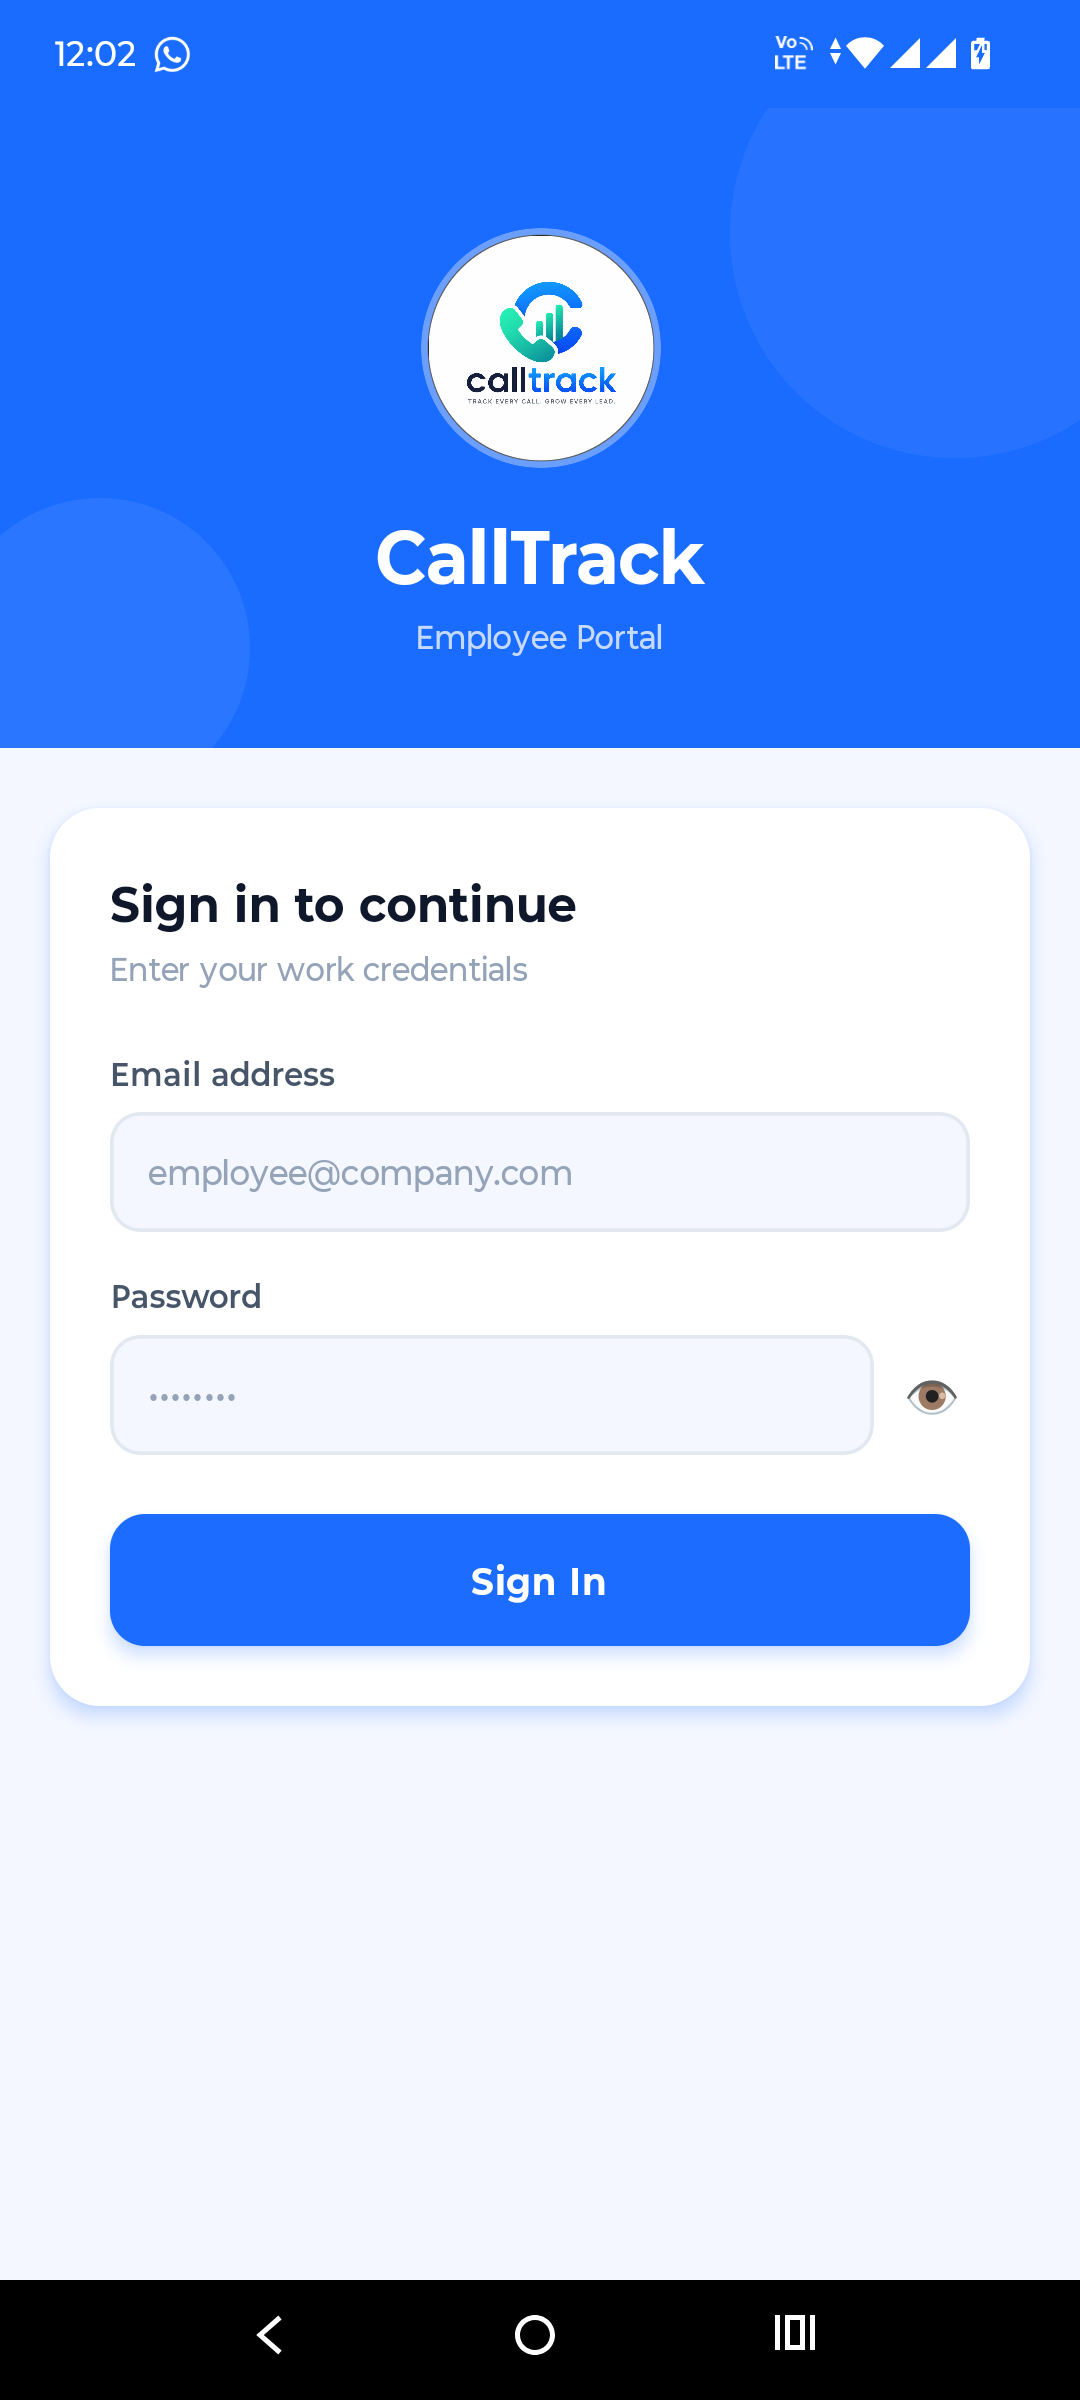 12:02
Vo
LTE
calltrack
TRACK EVERY CALL. GROW EVERY LEAD.
CallTrack
Employee Portal
Sign in to continue
Enter your work credentials
Email address
employee@company.com
Password
••••••••
Sign In